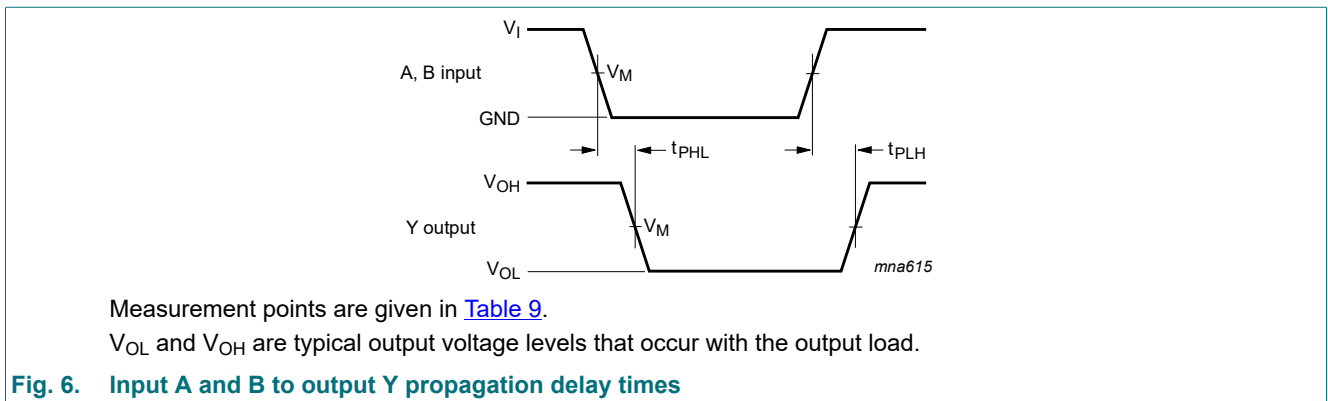 VI
A, B input
VM
GND
tPHL
tPLH
VOH
Y output
VM
VOL
mna615
Measurement points are given in Table 9.
VOL and VOH are typical output voltage levels that occur with the output load.
Fig. 6. Input A and B to output Y propagation delay times